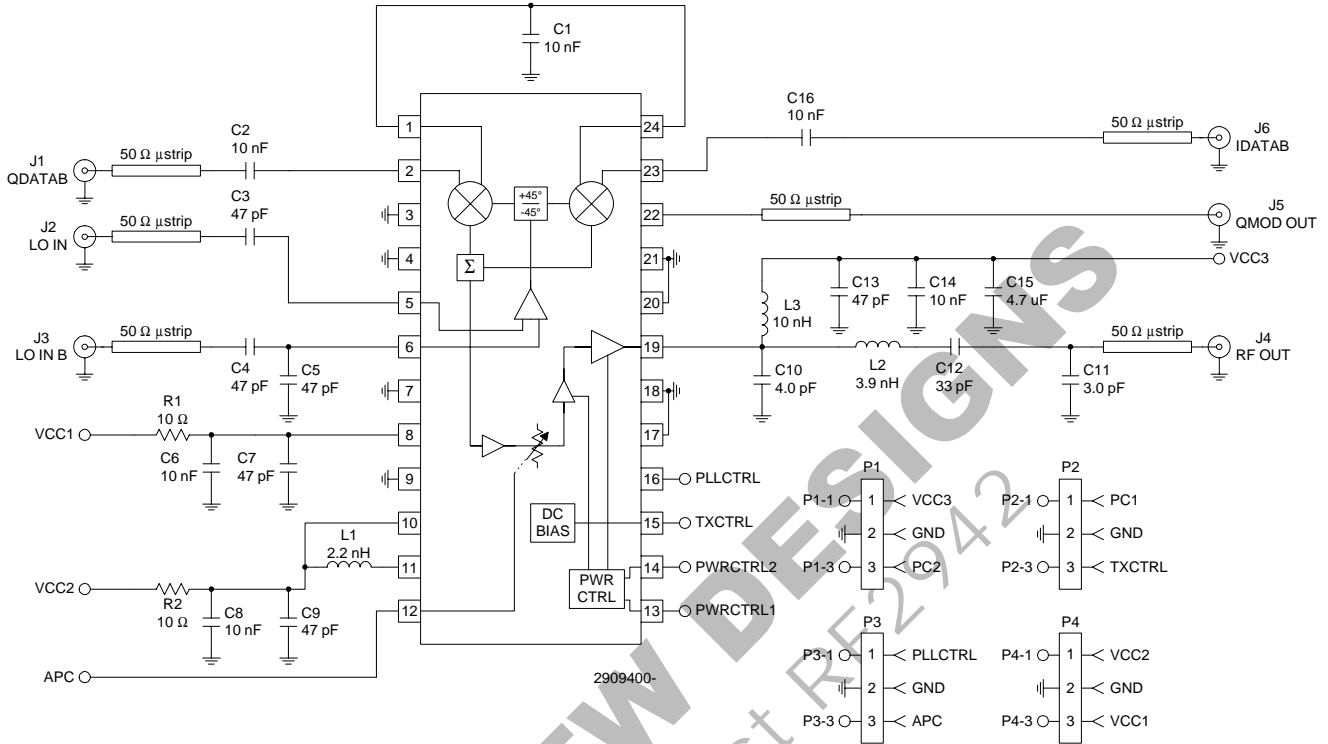 C1
10 nF
C16
10 nF
1
24
J6
IDATAB
50 Ω µstrip
C2
10 nF
J1
QDATAB
50 Ω µstrip
2
23
C3
47 pF
+45°
-45°
3
22
50 Ω µstrip
J5
QMOD OUT
J2
LO IN
50 Ω µstrip
4
Σ
21
VCC3
5
20
L3
10 nH
C13
47 pF
C14
10 nF
C15
4.7 uF
J3
LO IN B
50 Ω µstrip
6
19
50 Ω µstrip
J4
RF OUT
C4
47 pF
C5
47 pF
L2
3.9 nH
C12
33 pF
C10
4.0 pF
C11
3.0 pF
7
18
R1
10 Ω
VCC1
8
17
C6
10 nF
C7
47 pF
9
16
PLLCTRL
10
DC
BIAS
15
TXCTRL
L1
2.2 nH
11
14
PWRCTRL2
PWR
CTRL
VCC2
R2
10 Ω
C8
10 nF
C9
47 pF
12
13
PWRCTRL1
APC
2909400-
P1
P1-1 1 VCC3
2 GND
P1-3 3 PC2
P2
P2-1 1 PC1
2 GND
P2-3 3 TXCTRL
P3
P3-1 1 PLLCTRL
2 GND
P3-3 3 APC
P4
P4-1 1 VCC2
2 GND
P4-3 3 VCC1
DESIGNS
RF2942